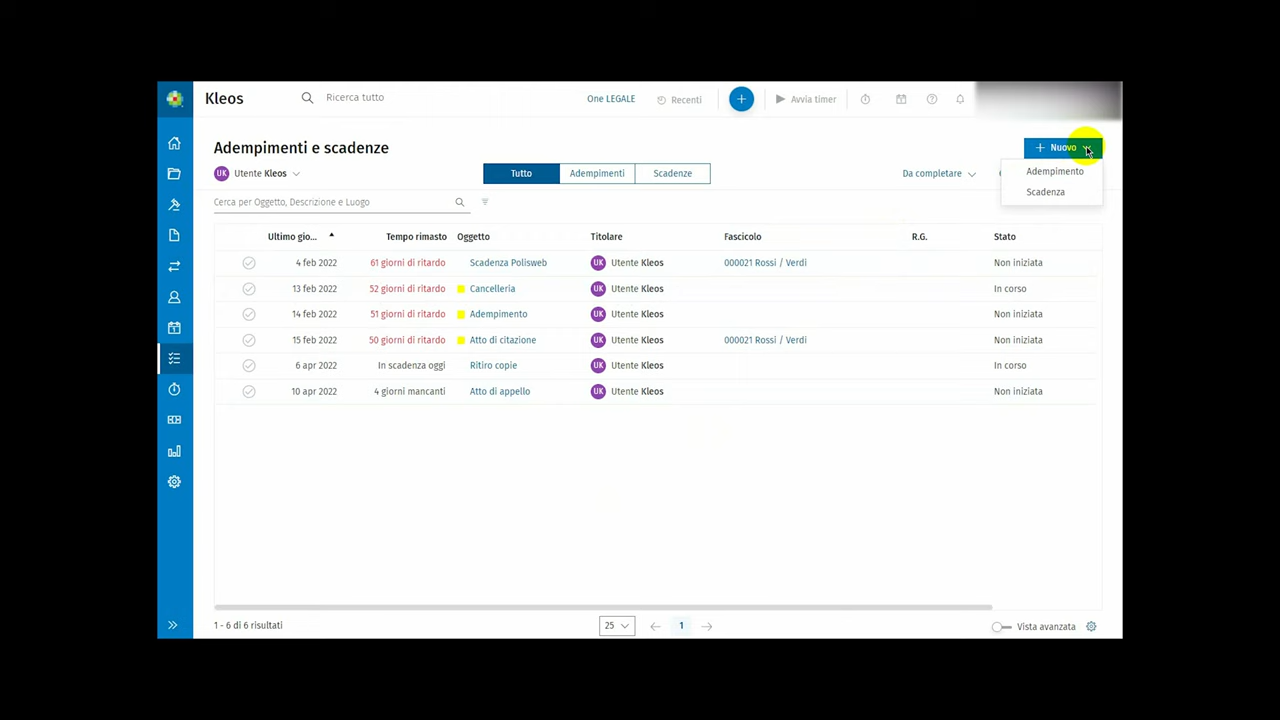 Kleos
Ricerca tutto
One LEGALE
Recenti
Avvia timer
Adempimenti e scadenze
Nuovo
UK Utente Kleos
Tutto
Adempimenti
Scadenze
Da completare
Adempimento
Scadenza
Cerca per Oggetto, Descrizione e Luogo
Ultimo gio... Tempo rimasto Oggetto Titolare Fascicolo R.G. Stato
4 feb 2022 61 giorni di ritardo Scadenza Polisweb UK Utente Kleos 000021 Rossi / Verdi Non iniziata
13 feb 2022 52 giorni di ritardo Cancelleria UK Utente Kleos In corso
14 feb 2022 51 giorni di ritardo Adempimento UK Utente Kleos Non iniziata
15 feb 2022 50 giorni di ritardo Atto di citazione UK Utente Kleos 000021 Rossi / Verdi Non iniziata
6 apr 2022 In scadenza oggi Ritiro copie UK Utente Kleos In corso
10 apr 2022 4 giorni mancanti Atto di appello UK Utente Kleos Non iniziata
1 - 6 di 6 risultati
25
1
Vista avanzata